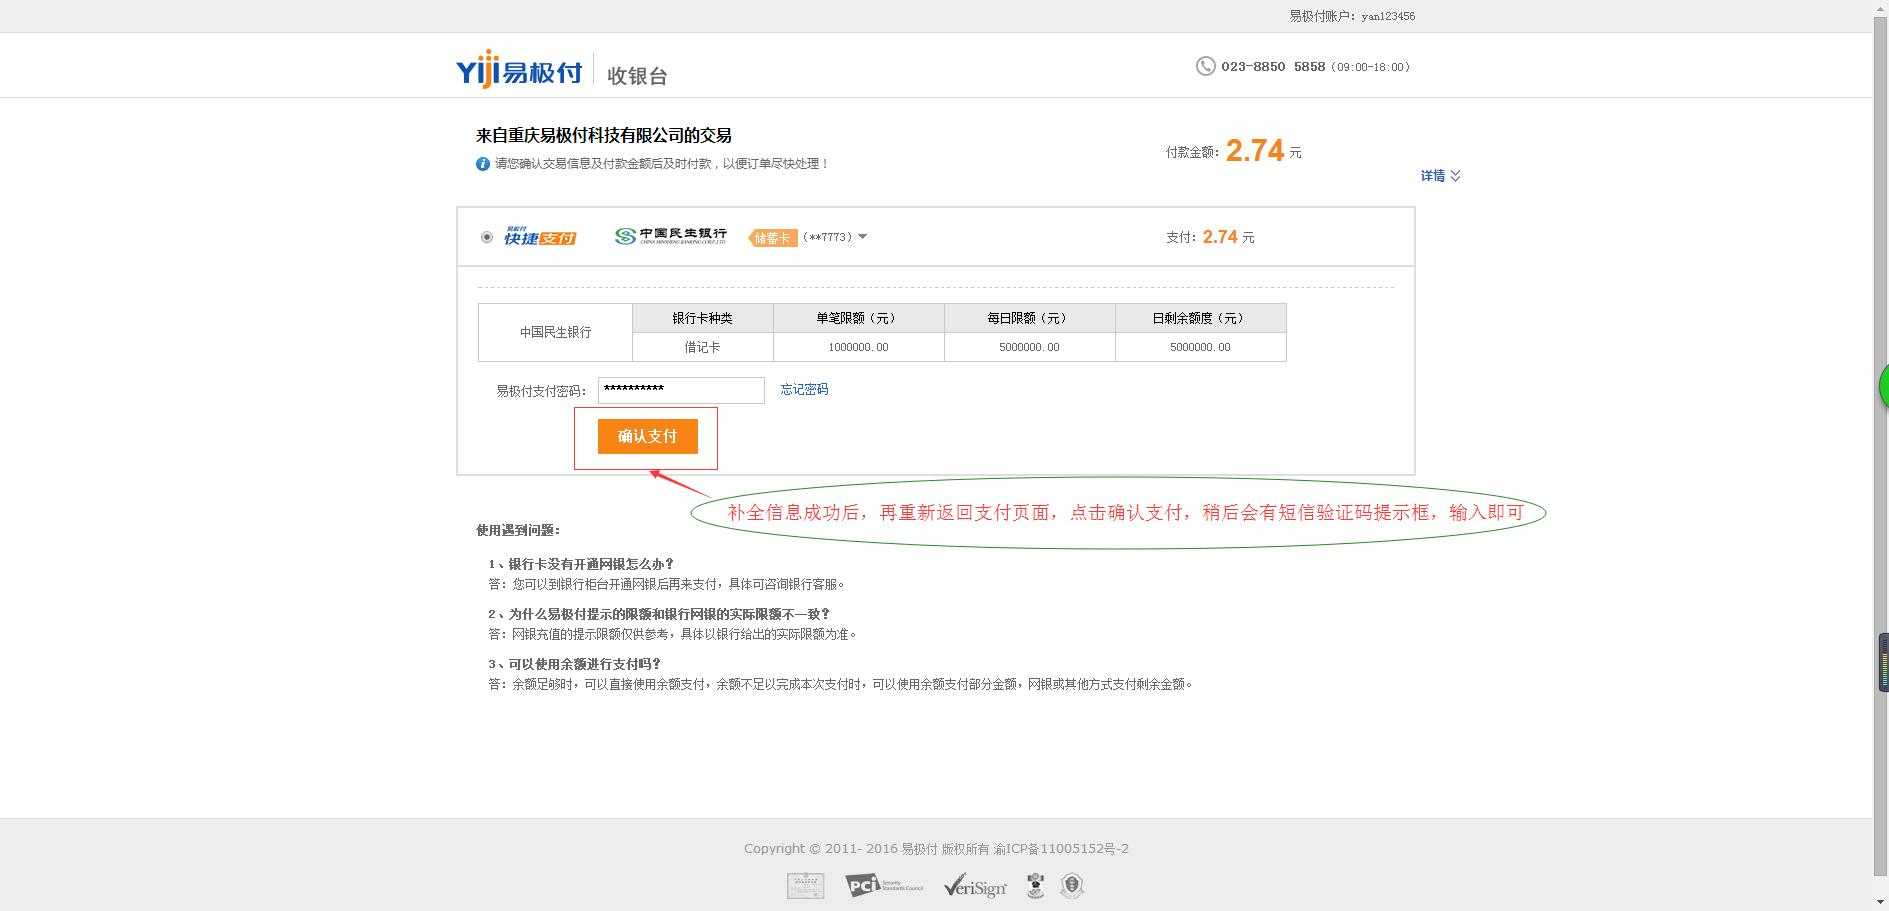 易极付账户：yan123456
Yiji易极付 收银台
023-8850 5858 (09:00-18:00)
来自重庆易极付科技有限公司的交易
请您确认交易信息及付款金额后及时付款，以便订单尽快处理！
付款金额：2.74 元
详情
易极付 快捷支付 中国民生银行 CHINA MINSHENG BANKING CORP.,LTD. 储蓄卡 (**7773) 支付：2.74 元
中国民生银行 银行卡种类 单笔限额（元） 每日限额（元） 日剩余额度（元）
借记卡 1000000.00 5000000.00 5000000.00
易极付支付密码： ********** 忘记密码
确认支付
补全信息成功后，再重新返回支付页面，点击确认支付，稍后会有短信验证码提示框，输入即可
使用遇到问题：
1、银行卡没有开通网银怎么办？
答：您可以到银行柜台开通网银后再来支付，具体可咨询银行客服。
2、为什么易极付提示的限额和银行网银的实际限额不一致？
答：网银充值的提示限额仅供参考，具体以银行给出的实际限额为准。
3、可以使用余额进行支付吗？
答：余额足够时，可以直接使用余额支付，余额不足以完成本次支付时，可以使用余额支付部分金额，网银或其他方式支付剩余金额。
Copyright © 2011- 2016 易极付 版权所有 渝ICP备11005152号-2
PCI Security Standards Council VeriSign